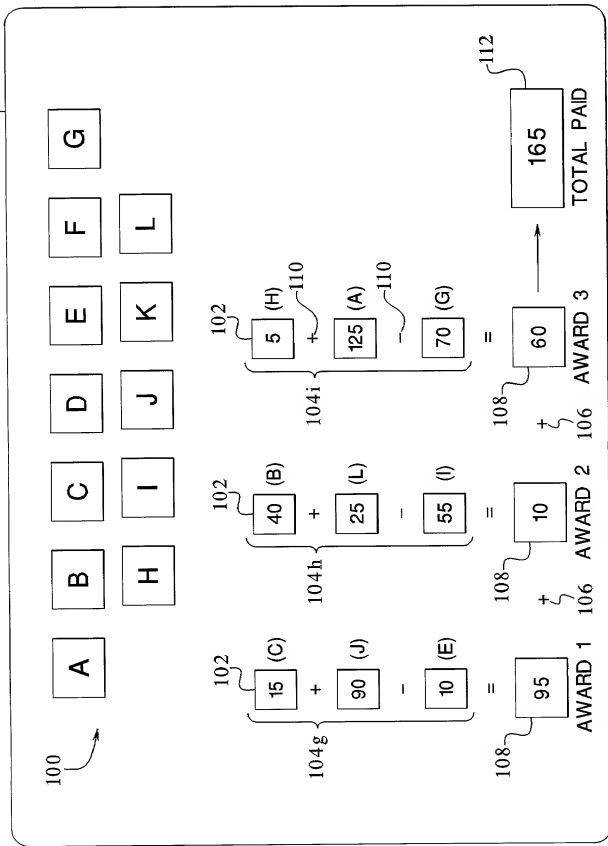 100
A B C D E F G
H I J K L
102 102 102
15 (C) 40 (B) 5 (H)
+ + + 110
104g 90 (J) 104h 25 (L) 104i 125 (A)
- - - 110
10 (E) 55 (I) 70 (G)
= = =
108 108 108 112
95 + 10 + 60 165
106 106
AWARD 1 AWARD 2 AWARD 3 TOTAL PAID